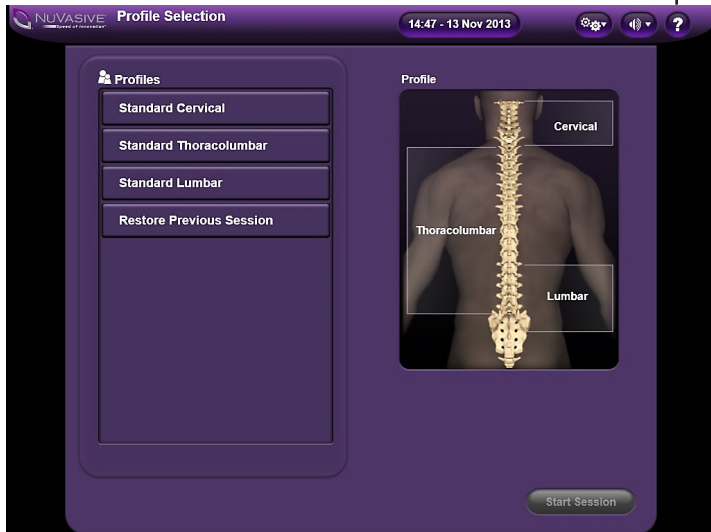 NUVASIVE®
Speed of Innovation®
Profile Selection
14:47 - 13 Nov 2013
?
Profiles
Standard Cervical
Standard Thoracolumbar
Standard Lumbar
Restore Previous Session
Profile
Cervical
Thoracolumbar
Lumbar
Start Session